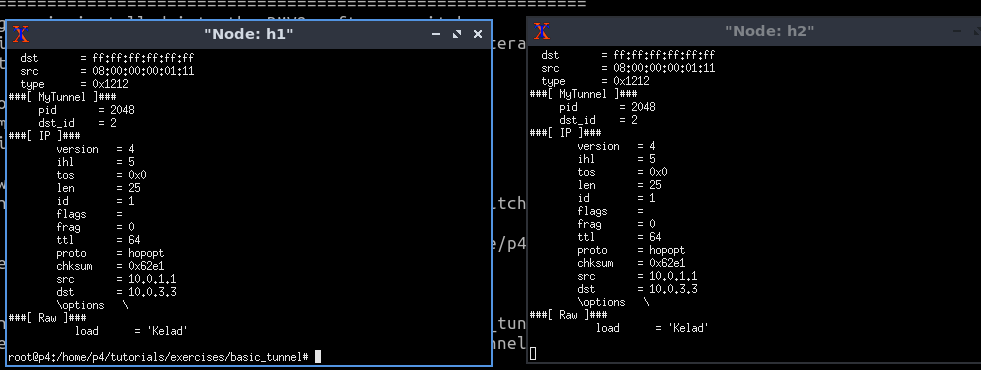 "Node: h1"
dst = ff:ff:ff:ff:ff:ff
src = 08:00:00:00:01:11
type = 0x1212
###[ MyTunnel ]###
pid = 2048
dst_id = 2
###[ IP ]###
version = 4
ihl = 5
tos = 0x0
len = 25
id = 1
flags =
frag = 0
ttl = 64
proto = hopopt
chksum = 0x62e1
src = 10.0.1.1
dst = 10.0.3.3
\options \
###[ Raw ]###
load = 'Kelad'
root@p4:/home/p4/tutorials/exercises/basic_tunnel#
"Node: h2"
dst = ff:ff:ff:ff:ff:ff
src = 08:00:00:00:01:11
type = 0x1212
###[ MyTunnel ]###
pid = 2048
dst_id = 2
###[ IP ]###
version = 4
ihl = 5
tos = 0x0
len = 25
id = 1
flags =
frag = 0
ttl = 64
proto = hopopt
chksum = 0x62e1
src = 10.0.1.1
dst = 10.0.3.3
\options \
###[ Raw ]###
load = 'Kelad'